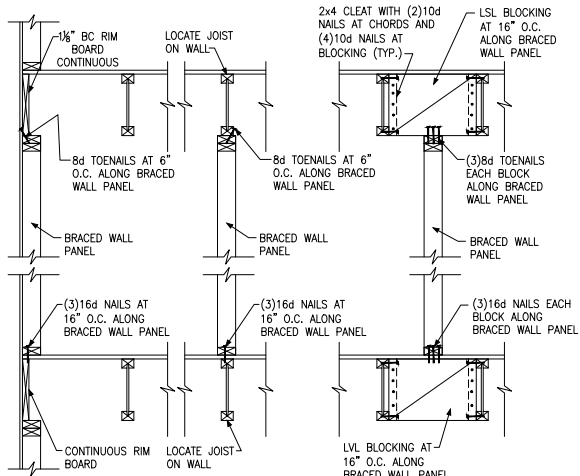 1⅛" BC RIM
BOARD
CONTINUOUS
LOCATE JOIST
ON WALL
2x4 CLEAT WITH (2)10d
NAILS AT CHORDS AND
(4)10d NAILS AT
BLOCKING (TYP.)
LSL BLOCKING
AT 16" O.C.
ALONG BRACED
WALL PANEL
8d TOENAILS AT 6"
O.C. ALONG BRACED
WALL PANEL
8d TOENAILS AT 6"
O.C. ALONG BRACED
WALL PANEL
(3)8d TOENAILS
EACH BLOCK
ALONG BRACED
WALL PANEL
BRACED WALL
PANEL
BRACED WALL
PANEL
BRACED WALL
PANEL
(3)16d NAILS AT
16" O.C. ALONG
BRACED WALL PANEL
(3)16d NAILS AT
16" O.C. ALONG
BRACED WALL PANEL
(3)16d NAILS EACH
BLOCK ALONG
BRACED WALL PANEL
CONTINUOUS RIM
BOARD
LOCATE JOIST
ON WALL
LVL BLOCKING AT
16" O.C. ALONG
BRACED WALL PANEL